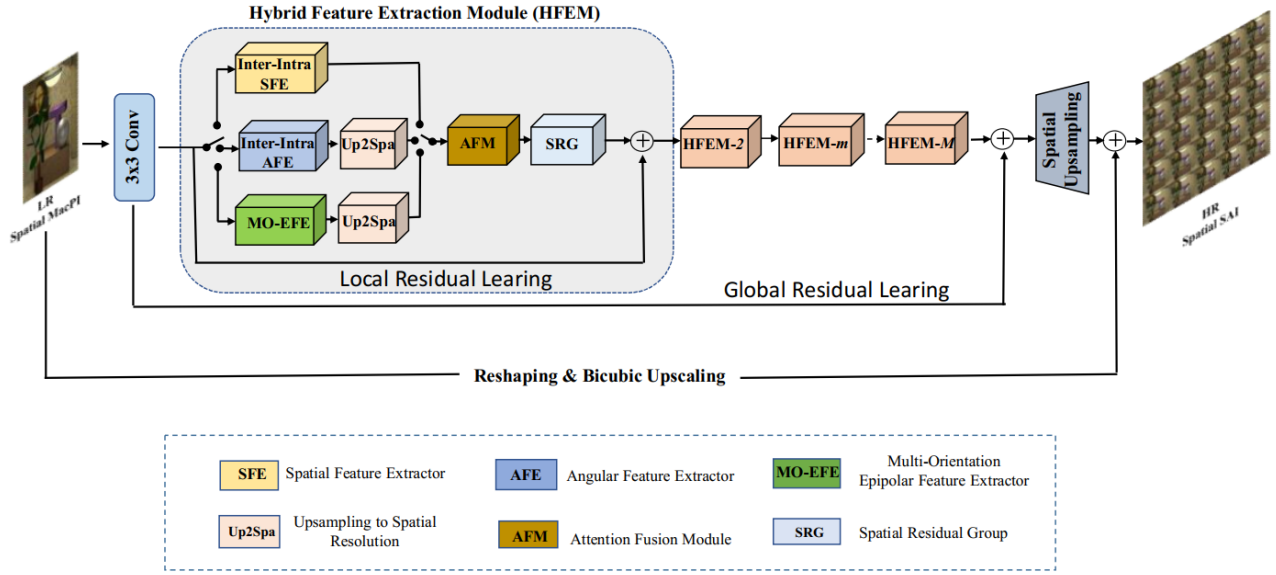 Hybrid Feature Extraction Module (HFEM)
LR
Spatial MacPI
3x3 Conv
Inter-Intra
SFE
Inter-Intra
AFE
Up2Spa
MO-EFE
Up2Spa
AFM
SRG
HFEM-2
HFEM-m
HFEM-M
Spatial
Upsampling
HR
Spatial SAI
Local Residual Learing
Global Residual Learing
Reshaping & Bicubic Upscaling
SFE
Spatial Feature Extractor
AFE
Angular Feature Extractor
MO-EFE
Multi-Orientation
Epipolar Feature Extractor
Up2Spa
Upsampling to Spatial
Resolution
AFM
Attention Fusion Module
SRG
Spatial Residual Group